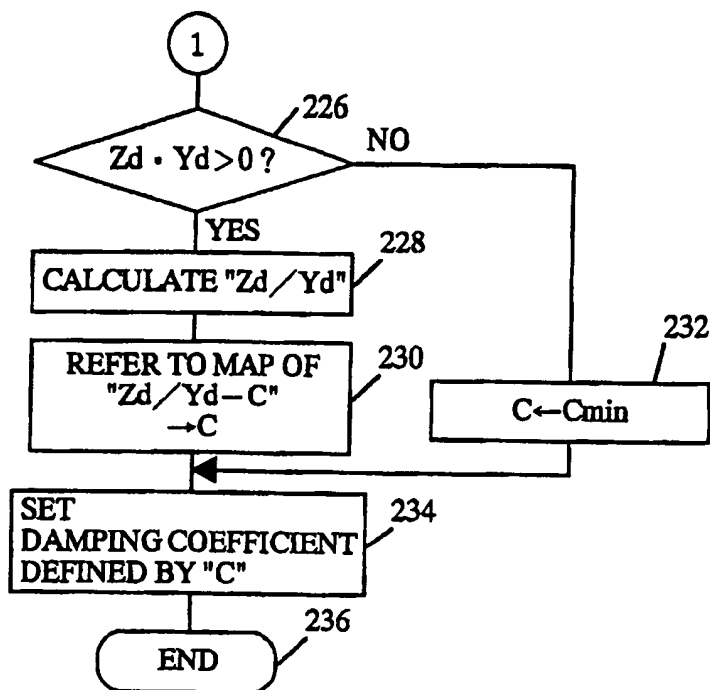 1
226
Zd · Yd>0?
NO
YES
228
CALCULATE "Zd/Yd"
REFER TO MAP OF
"Zd/Yd−C"
→C
230
232
C←Cmin
SET
DAMPING COEFFICIENT
DEFINED BY "C"
234
236
END